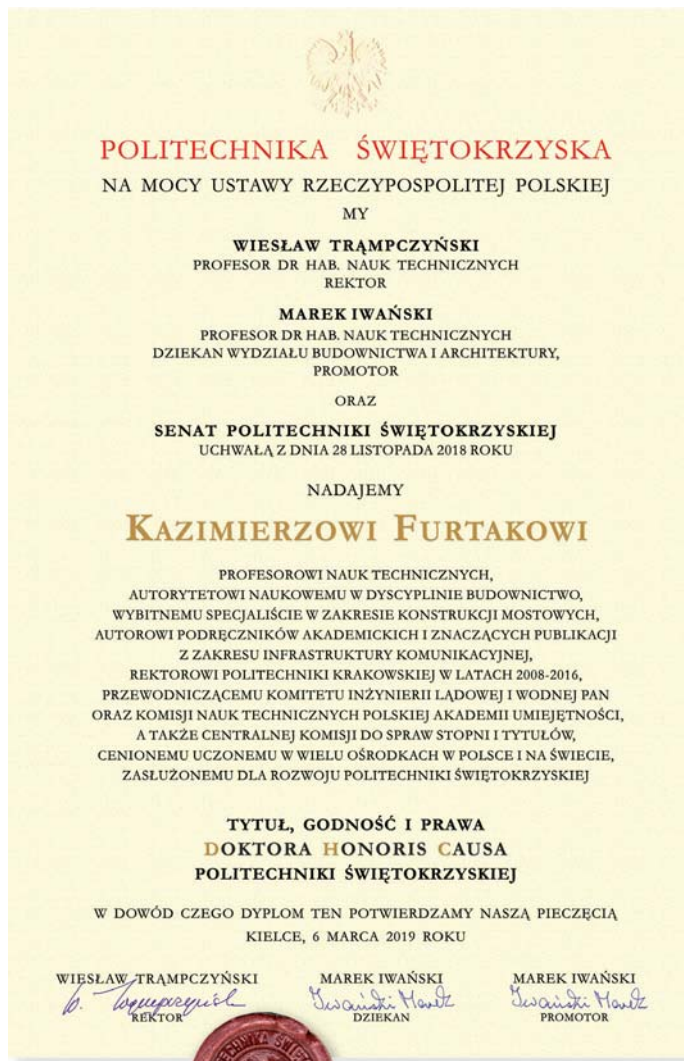 POLITECHNIKA ŚWIĘTOKRZYSKA
NA MOCY USTAWY RZECZYPOSPOLITEJ POLSKIEJ
MY
WIESŁAW TRĄMPCZYŃSKI
PROFESOR DR HAB. NAUK TECHNICZNYCH
REKTOR
MAREK IWAŃSKI
PROFESOR DR HAB. NAUK TECHNICZNYCH
DZIEKAN WYDZIAŁU BUDOWNICTWA I ARCHITEKTURY,
PROMOTOR
ORAZ
SENAT POLITECHNIKI ŚWIĘTOKRZYSKIEJ
UCHWAŁĄ Z DNIA 28 LISTOPADA 2018 ROKU
NADAJEMY
KAZIMIERZOWI FURTAKOWI
PROFESOROWI NAUK TECHNICZNYCH,
AUTORYTETOWI NAUKOWEMU W DYSCYPLINIE BUDOWNICTWO,
WYBITNEMU SPECJALIŚCIE W ZAKRESIE KONSTRUKCJI MOSTOWYCH,
AUTOROWI PODRĘCZNIKÓW AKADEMICKICH I ZNACZĄCYCH PUBLIKACJI
Z ZAKRESU INFRASTRUKTURY KOMUNIKACYJNEJ,
REKTOROWI POLITECHNIKI KRAKOWSKIEJ W LATACH 2008-2016,
PRZEWODNICZĄCEMU KOMITETU INŻYNIERII LĄDOWEJ I WODNEJ PAN
ORAZ KOMISJI NAUK TECHNICZNYCH POLSKIEJ AKADEMII UMIEJĘTNOŚCI,
A TAKŻE CENTRALNEJ KOMISJI DO SPRAW STOPNI I TYTUŁÓW,
CENIONEMU UCZONEMU W WIELU OŚRODKACH W POLSCE I NA ŚWIECIE,
ZASŁUŻONEMU DLA ROZWOJU POLITECHNIKI ŚWIĘTOKRZYSKIEJ
TYTUŁ, GODNOŚĆ I PRAWA
DOKTORA HONORIS CAUSA
POLITECHNIKI ŚWIĘTOKRZYSKIEJ
W DOWÓD CZEGO DYPLOM TEN POTWIERDZAMY NASZĄ PIECZĘCIĄ
KIELCE, 6 MARCA 2019 ROKU
WIESŁAW TRĄMPCZYŃSKI MAREK IWAŃSKI MAREK IWAŃSKI
Iwański Marek Iwański Marek
REKTOR DZIEKAN PROMOTOR